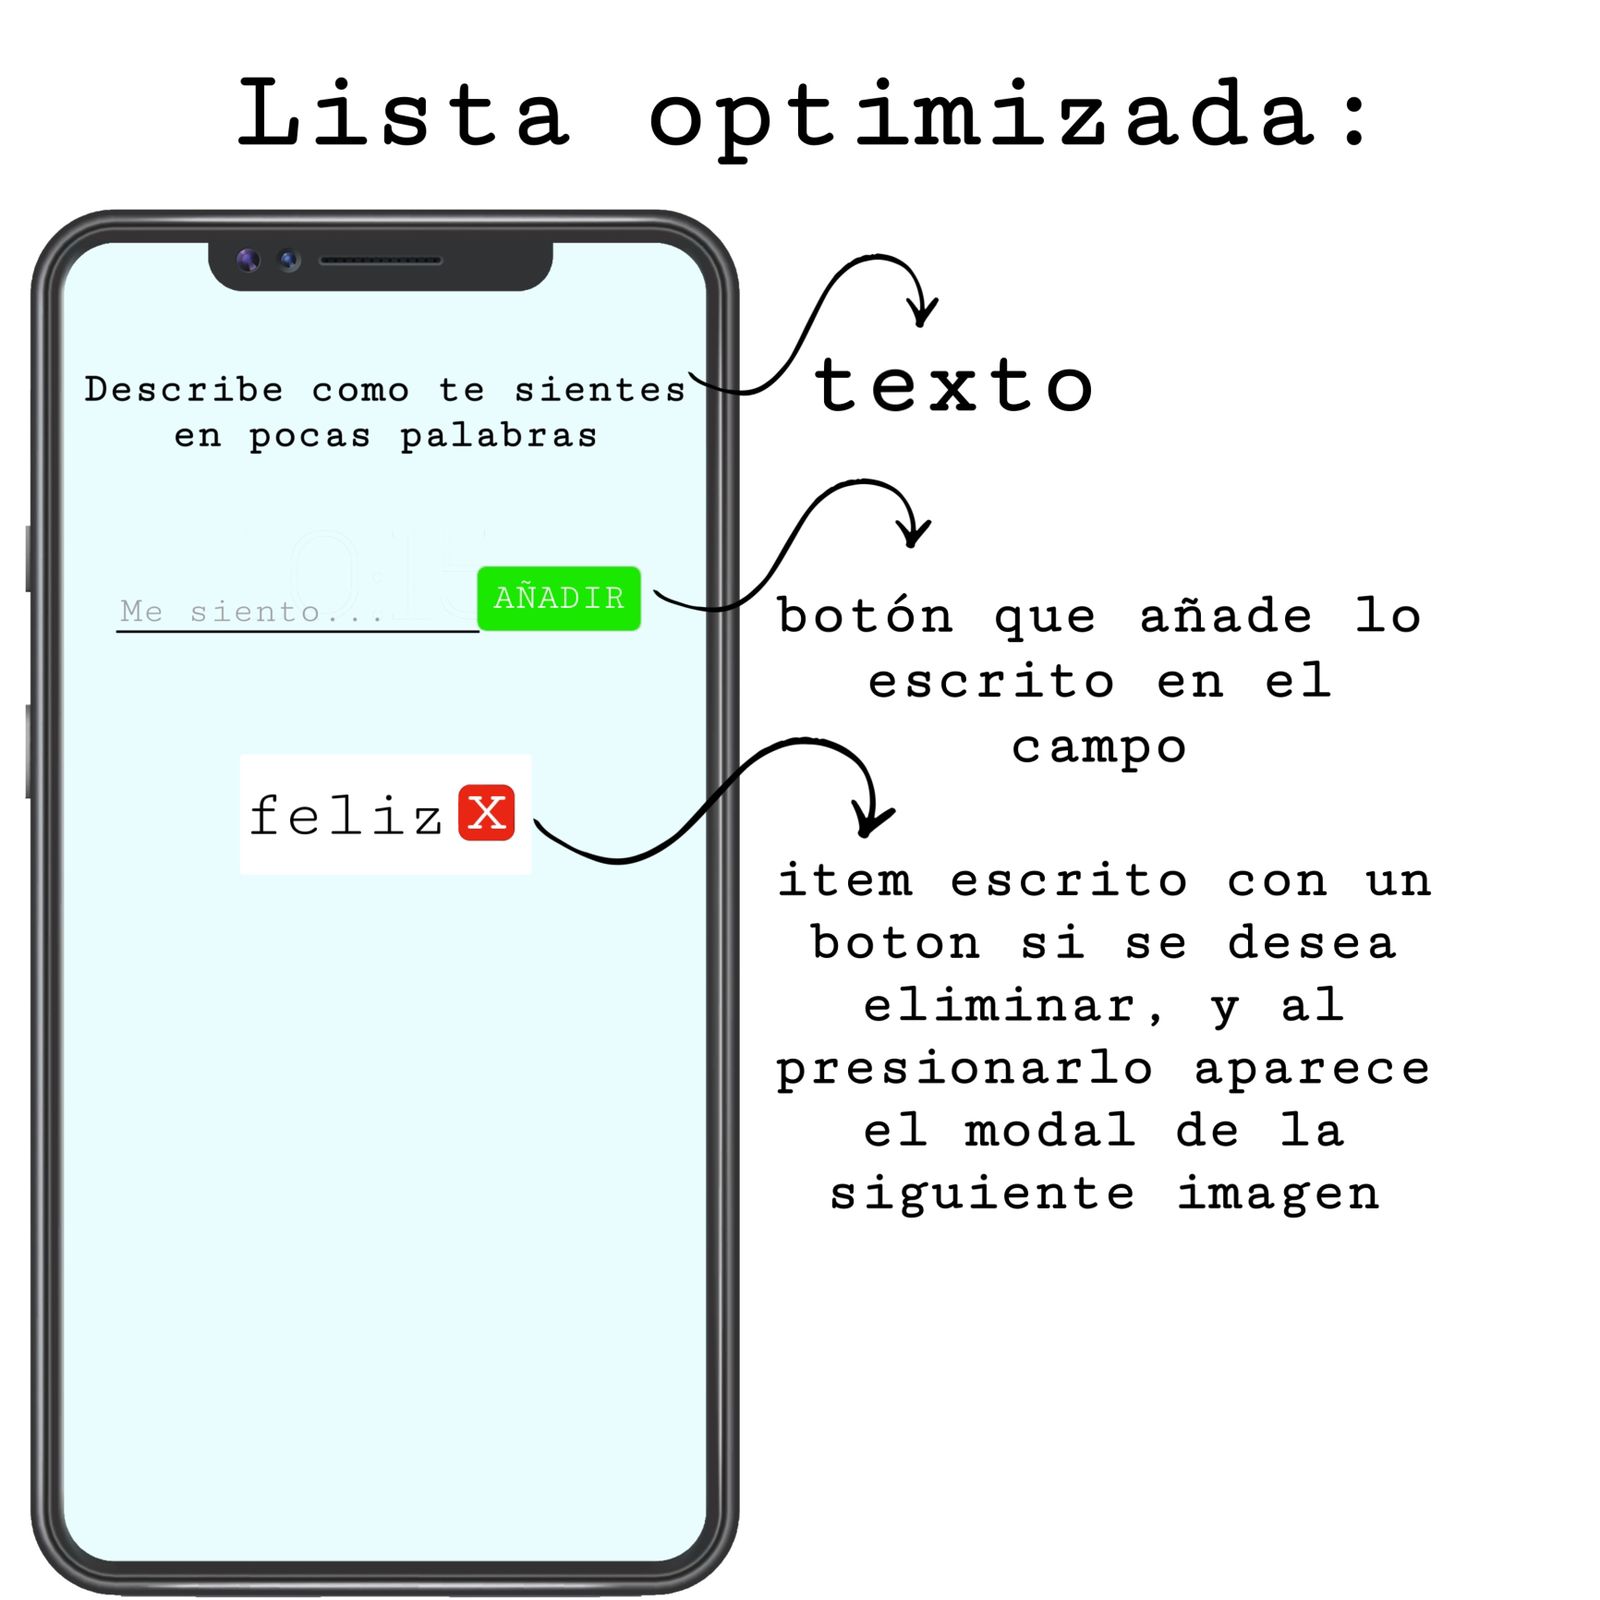 Lista optimizada:
Describe como te sientes
en pocas palabras
texto
Me siento...
AÑADIR
botón que añade lo
escrito en el
campo
feliz X
item escrito con un
boton si se desea
eliminar, y al
presionarlo aparece
el modal de la
siguiente imagen